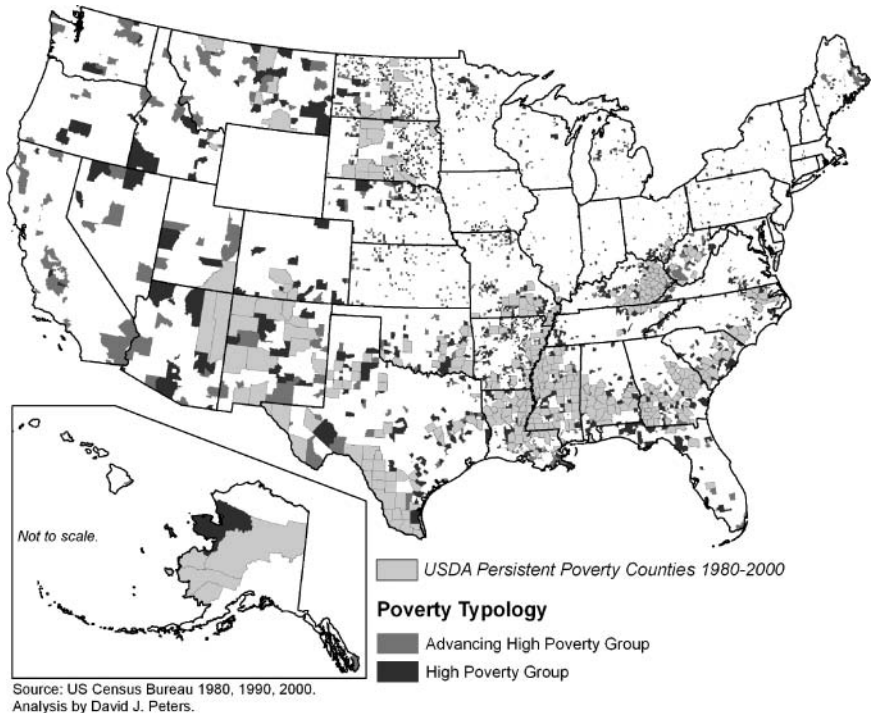 Not to scale.
USDA Persistent Poverty Counties 1980-2000
Poverty Typology
Advancing High Poverty Group
High Poverty Group
Source: US Census Bureau 1980, 1990, 2000.
Analysis by David J. Peters.